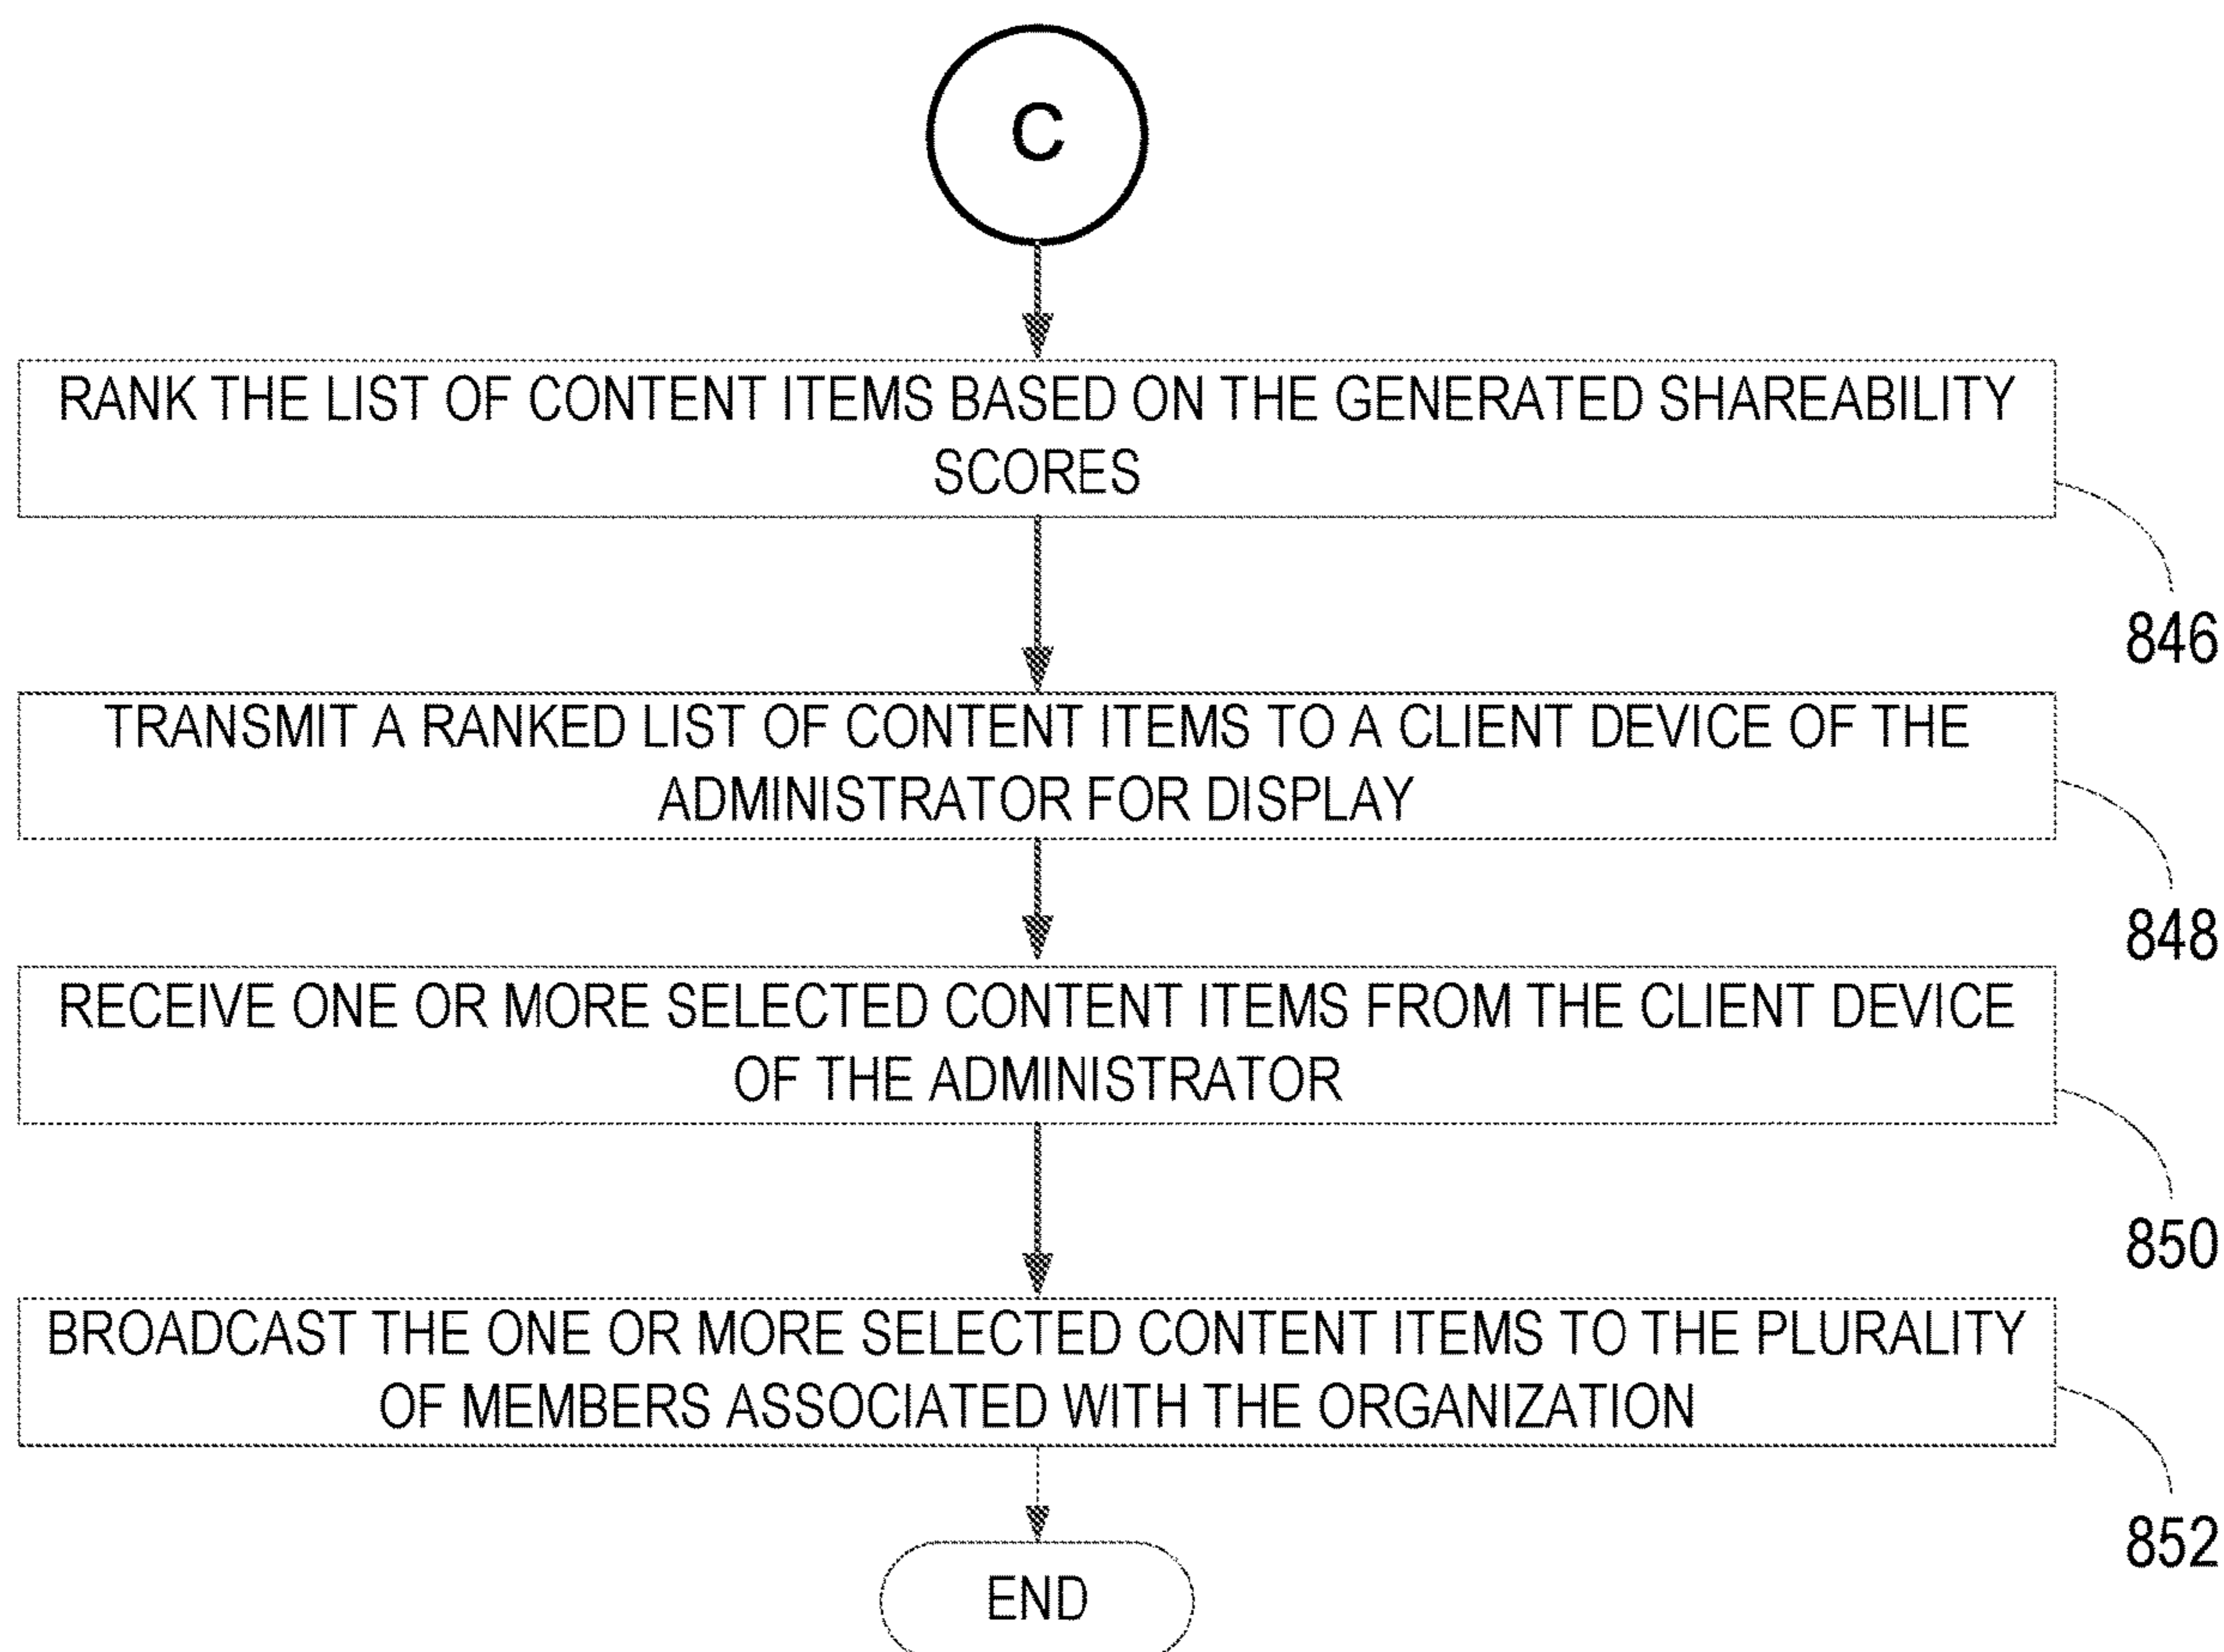 C
RANK THE LIST OF CONTENT ITEMS BASED ON THE GENERATED SHAREABILITY
SCORES
846
TRANSMIT A RANKED LIST OF CONTENT ITEMS TO A CLIENT DEVICE OF THE
ADMINISTRATOR FOR DISPLAY
848
RECEIVE ONE OR MORE SELECTED CONTENT ITEMS FROM THE CLIENT DEVICE
OF THE ADMINISTRATOR
850
BROADCAST THE ONE OR MORE SELECTED CONTENT ITEMS TO THE PLURALITY
OF MEMBERS ASSOCIATED WITH THE ORGANIZATION
852
END